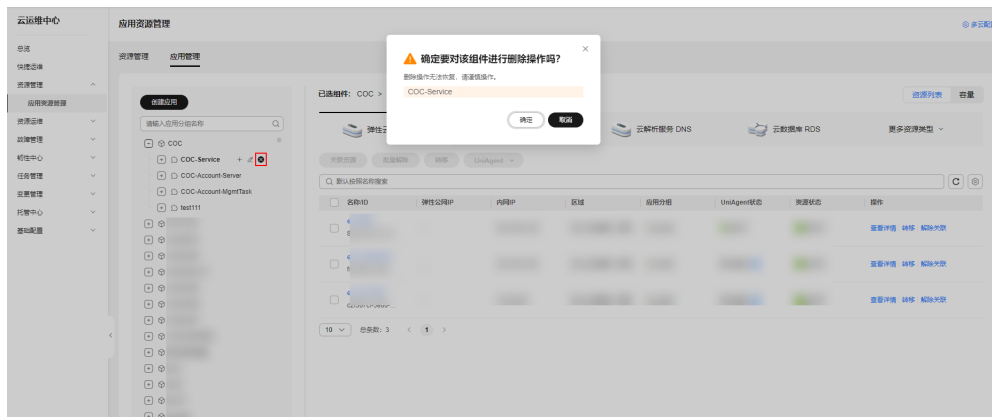 云运维中心
应用资源管理
多云配
总览
快捷运维
资源管理
应用资源管理
资源运维
故障管理
韧性中心
任务管理
变更管理
托管中心
基础配置
资源管理 应用管理
创建应用
请输入应用分组名称
COC
COC-Service
COC-Account-Server
COC-Account-MgmtTask
test111
已选组件: COC >
资源列表 容量
确定要对该组件进行删除操作吗?
删除操作无法恢复，请谨慎操作。
COC-Service
确定 取消
弹性云
云解析服务 DNS
云数据库 RDS
更多资源类型
关联资源 批量解除 转移 UniAgent
默认按照名称搜索
名称/ID 弹性公网IP 内网IP 区域 应用分组 UniAgent状态 资源状态 操作
查看详情 转移 解除关联
查看详情 转移 解除关联
查看详情 转移 解除关联
10 总条数: 3 < 1 >